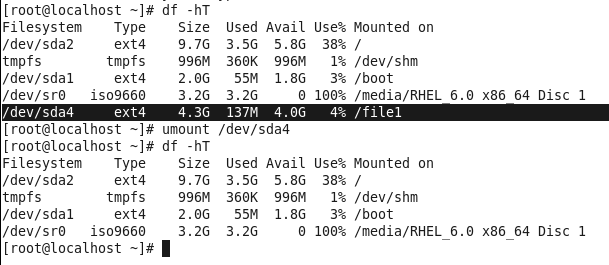 [root@localhost ~]# df -hT
Filesystem    Type    Size  Used Avail Use% Mounted on
/dev/sda2     ext4    9.7G  3.5G  5.8G  38% /
tmpfs        tmpfs    996M  360K  996M   1% /dev/shm
/dev/sda1     ext4    2.0G   55M  1.8G   3% /boot
/dev/sr0   iso9660    3.2G  3.2G     0 100% /media/RHEL_6.0 x86_64 Disc 1
/dev/sda4     ext4    4.3G  137M  4.0G   4% /file1
[root@localhost ~]# umount /dev/sda4
[root@localhost ~]# df -hT
Filesystem    Type    Size  Used Avail Use% Mounted on
/dev/sda2     ext4    9.7G  3.5G  5.8G  38% /
tmpfs        tmpfs    996M  360K  996M   1% /dev/shm
/dev/sda1     ext4    2.0G   55M  1.8G   3% /boot
/dev/sr0   iso9660    3.2G  3.2G     0 100% /media/RHEL_6.0 x86_64 Disc 1
[root@localhost ~]#